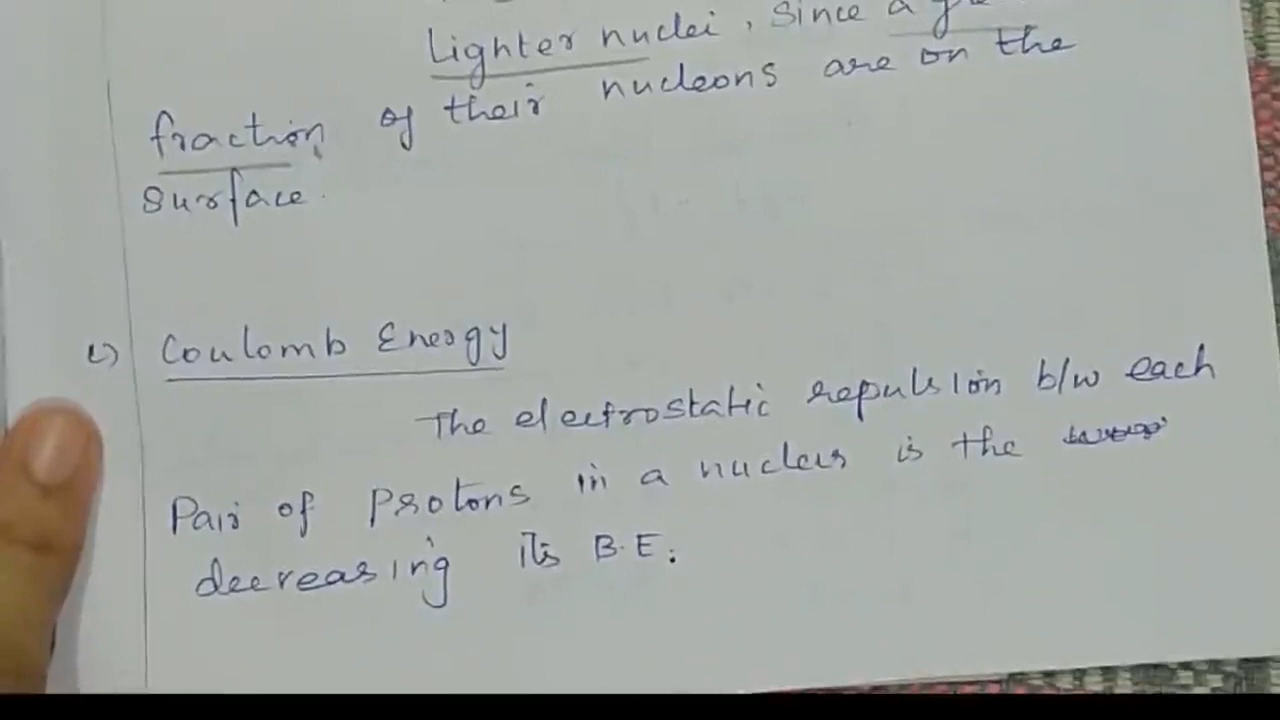 Lighter nuclei, since a
fraction of their nucleons are on the
surface.
c) Coulomb Energy
The electrostatic repulsion b/w each
Pair of Protons in a nucleus is the
decreasing its B.E.